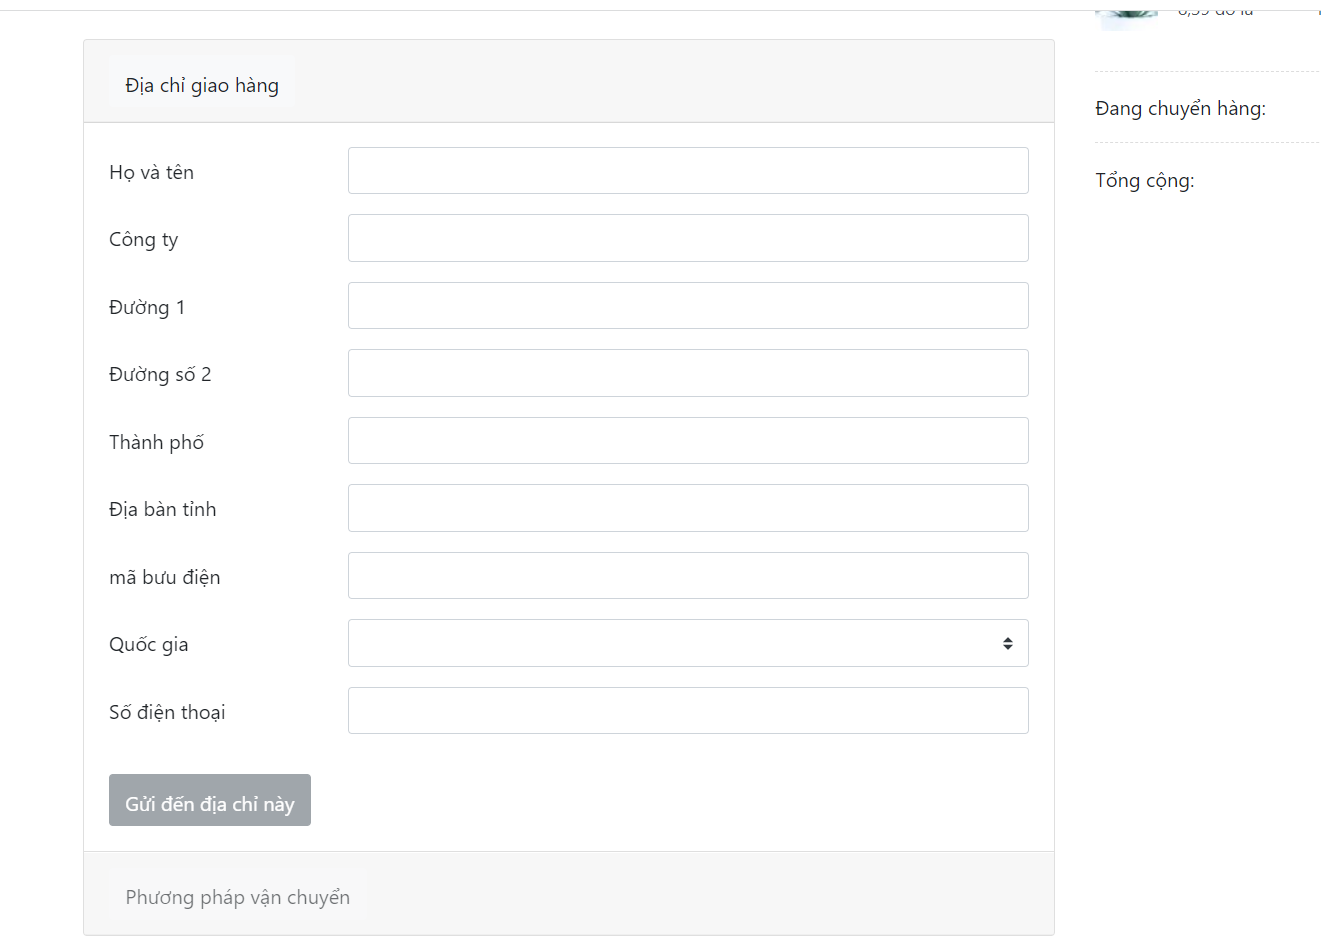 Địa chỉ giao hàng
Họ và tên
Công ty
Đường 1
Đường số 2
Thành phố
Địa bàn tỉnh
mã bưu điện
Quốc gia
Số điện thoại
Gửi đến địa chỉ này
Phương pháp vận chuyển
Đang chuyển hàng:
Tổng cộng: